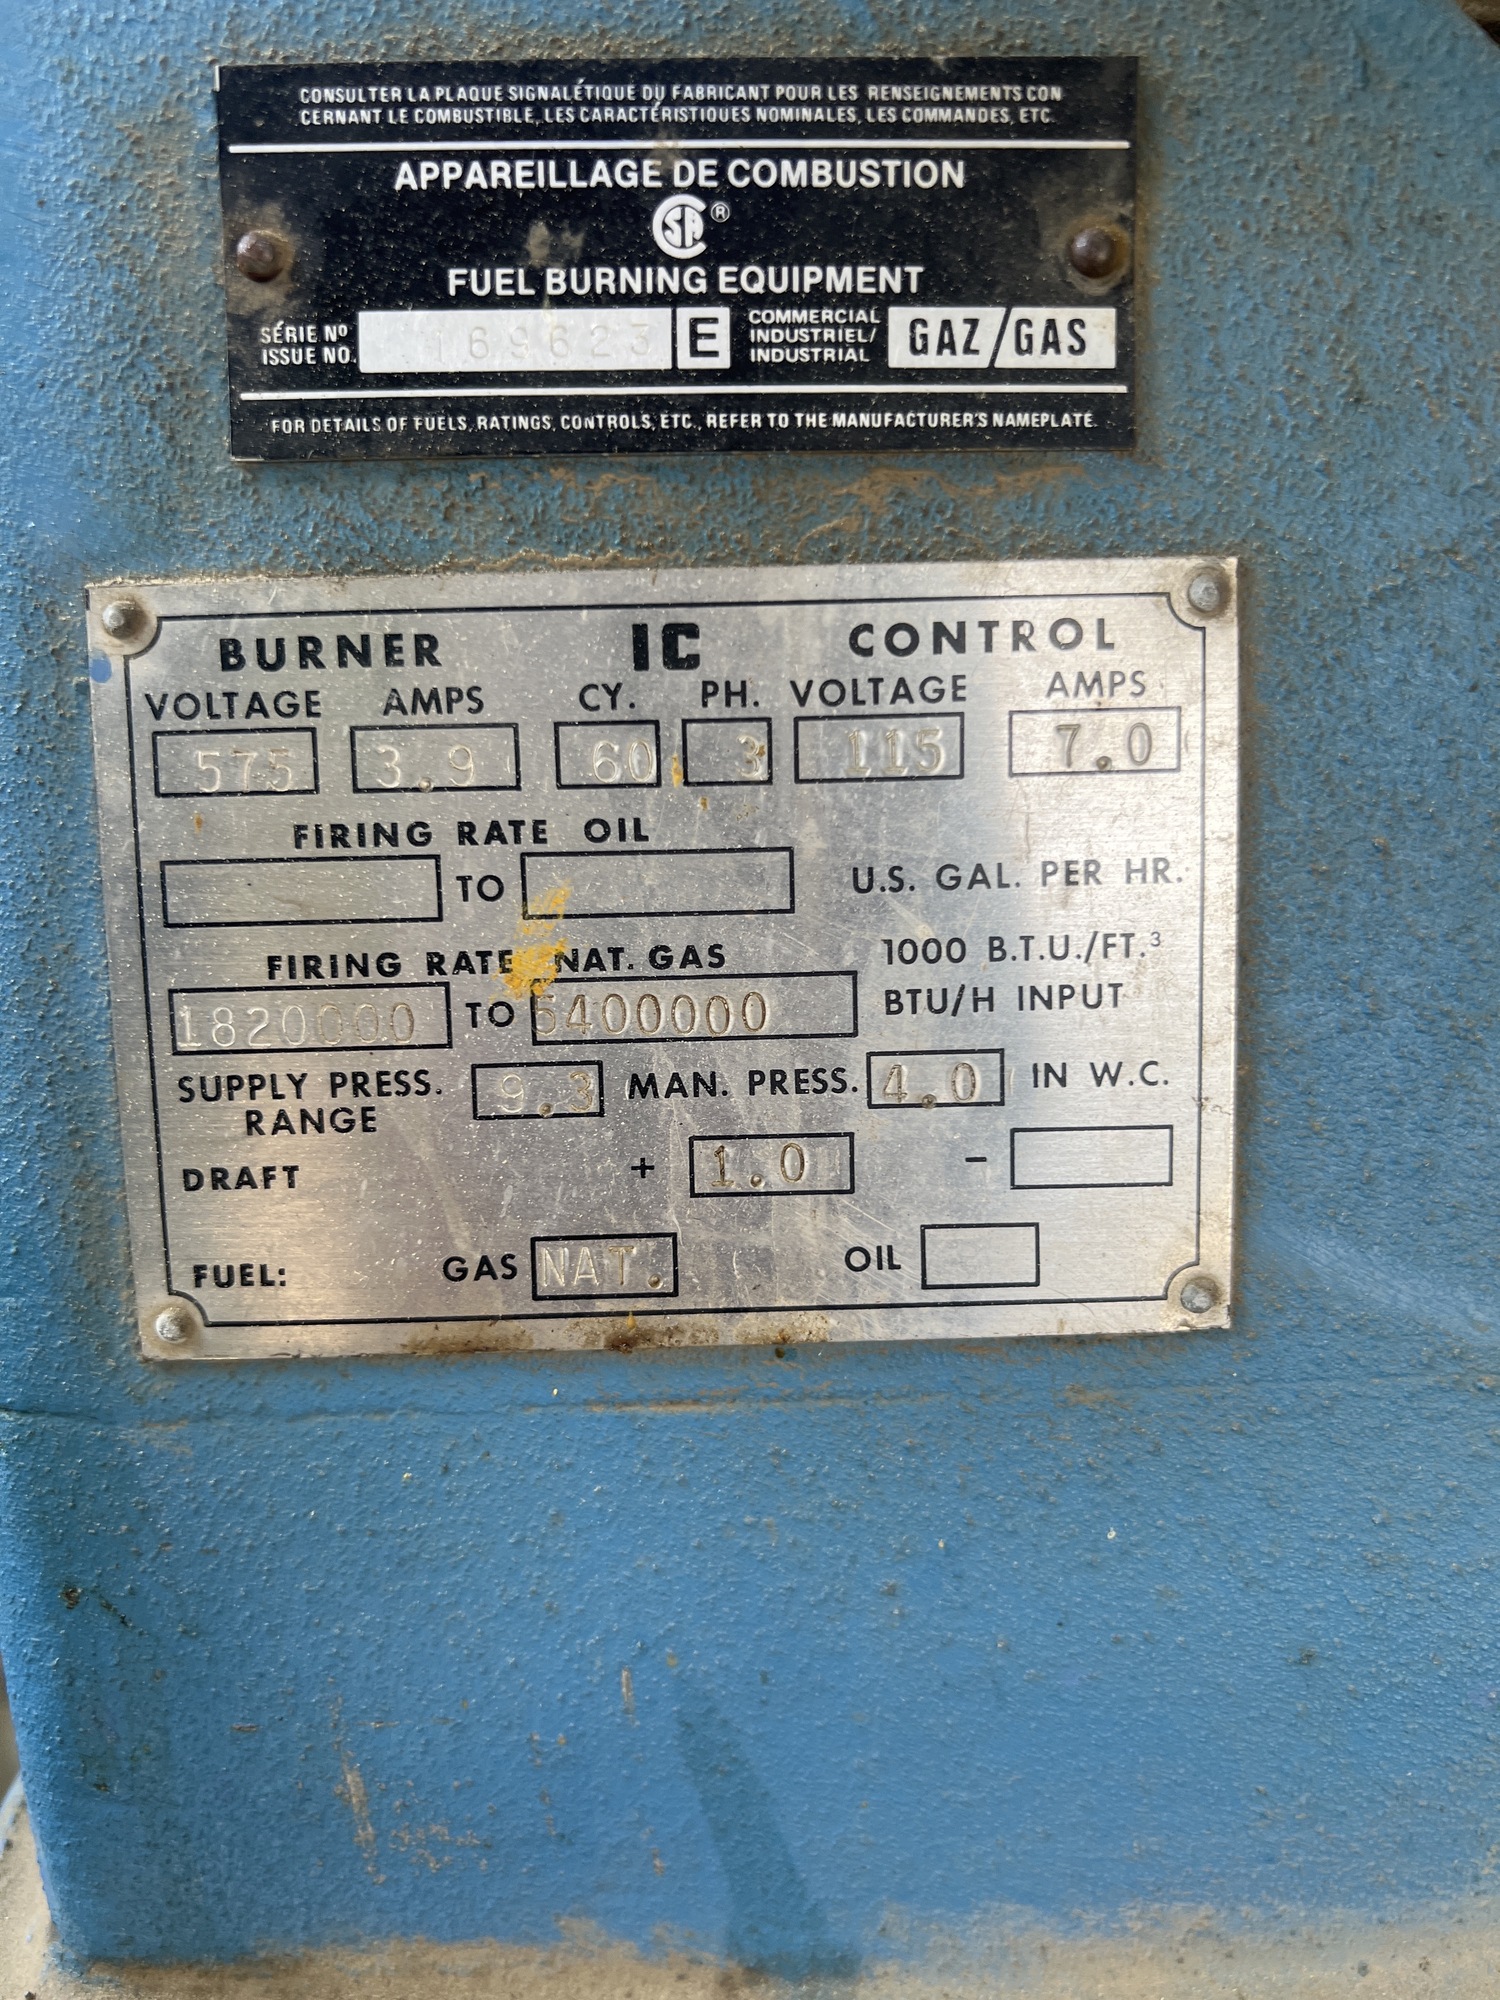 CONSULTER LA PLAQUE SIGNALÉTIQUE DU FABRICANT POUR LES RENSEIGNEMENTS CON
CERNANT LE COMBUSTIBLE, LES CARACTÉRISTIQUES NOMINALES, LES COMMANDES, ETC.
APPAREILLAGE DE COMBUSTION
CSA ®
FUEL BURNING EQUIPMENT
SÉRIE Nº
ISSUE NO. 169623 E COMMERCIAL
INDUSTRIEL/
INDUSTRIAL GAZ/GAS
FOR DETAILS OF FUELS, RATINGS, CONTROLS, ETC., REFER TO THE MANUFACTURER'S NAMEPLATE.
BURNER IC CONTROL
VOLTAGE AMPS CY. PH. VOLTAGE AMPS
575 3.9 60 3 115 7.0
FIRING RATE OIL
TO U.S. GAL. PER HR.
FIRING RATE NAT. GAS 1000 B.T.U./FT.³
1820000 TO 5400000 BTU/H INPUT
SUPPLY PRESS. 9.3 MAN. PRESS. 4.0 IN W.C.
RANGE
DRAFT + 1.0 −
FUEL: GAS NAT. OIL